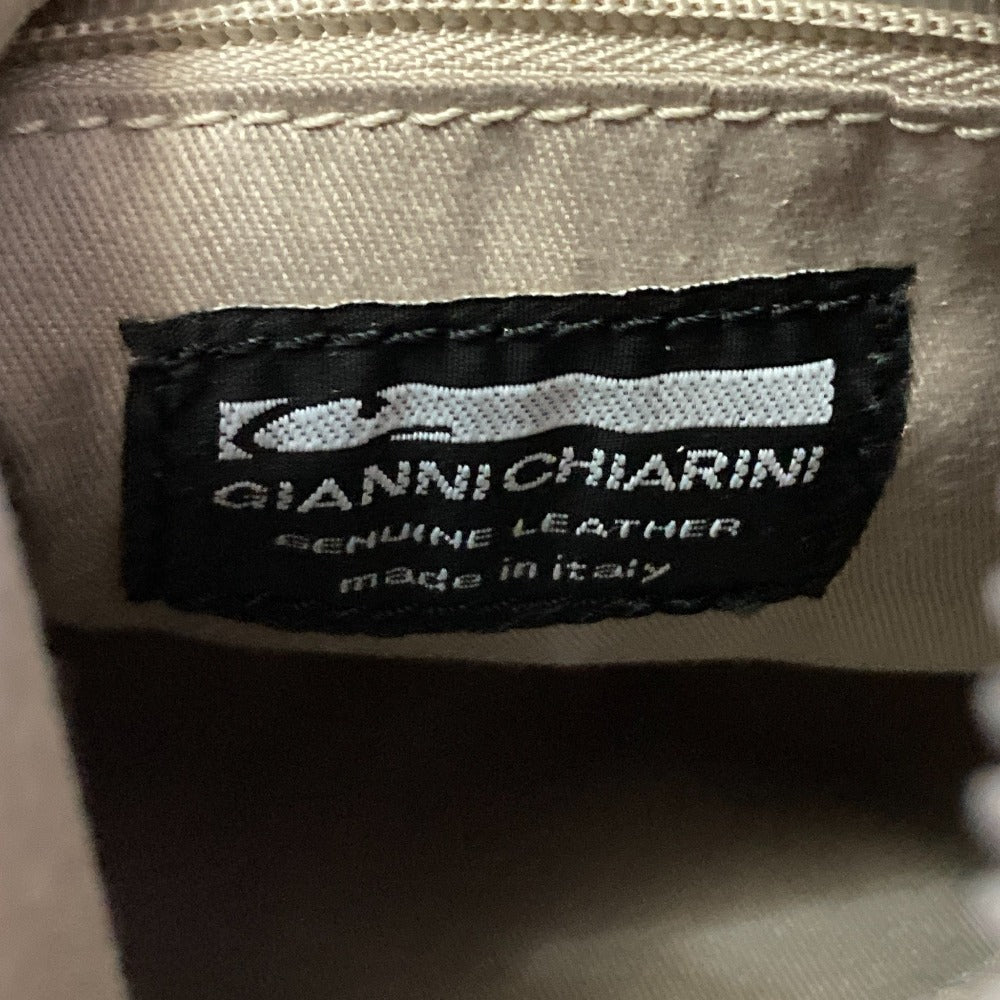 GIANNI CHIARINI
GENUINE LEATHER
made in italy